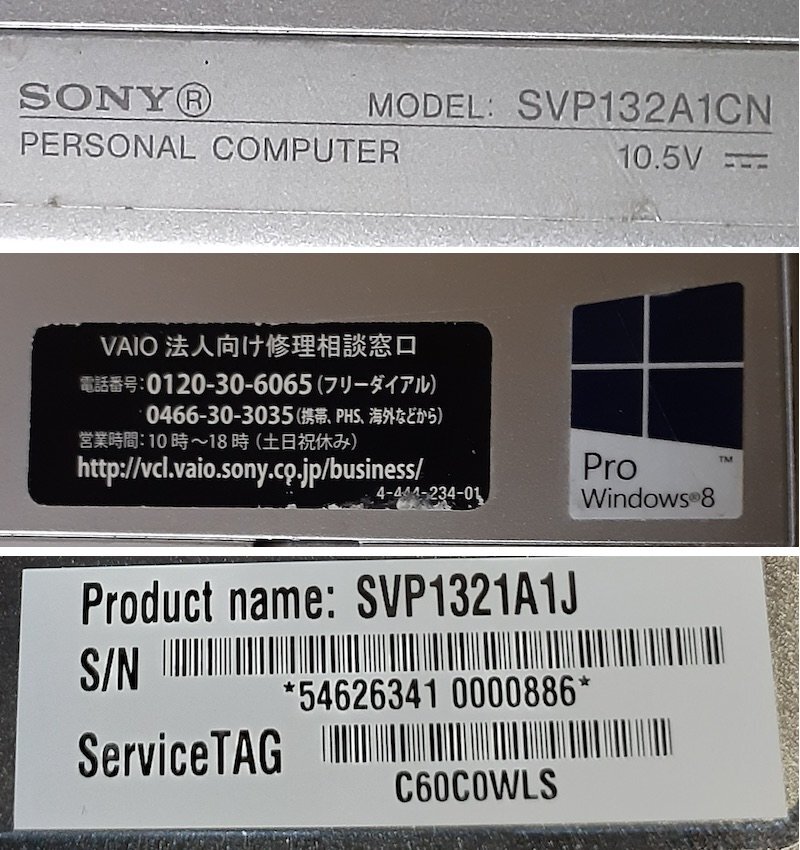 SONY® MODEL: SVP132A1CN
PERSONAL COMPUTER 10.5V ⎓
VAIO 法人向け修理相談窓口
電話番号:0120-30-6065(フリーダイアル)
0466-30-3035(携帯、PHS、海外などから)
営業時間:10時～18時(土日祝休み)
http://vcl.vaio.sony.co.jp/business/
4-444-234-01
Pro ™
Windows®8
Product name: SVP1321A1J
S/N
*54626341 0000886*
ServiceTAG
C60C0WLS